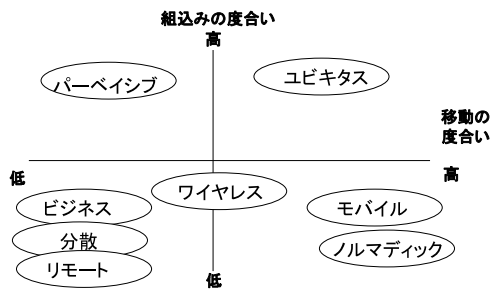 組込みの度合い
高
パーベイシブ
ユビキタス
移動の
度合い
低
高
ワイヤレス
ビジネス
モバイル
分散
ノルマディック
リモート
低